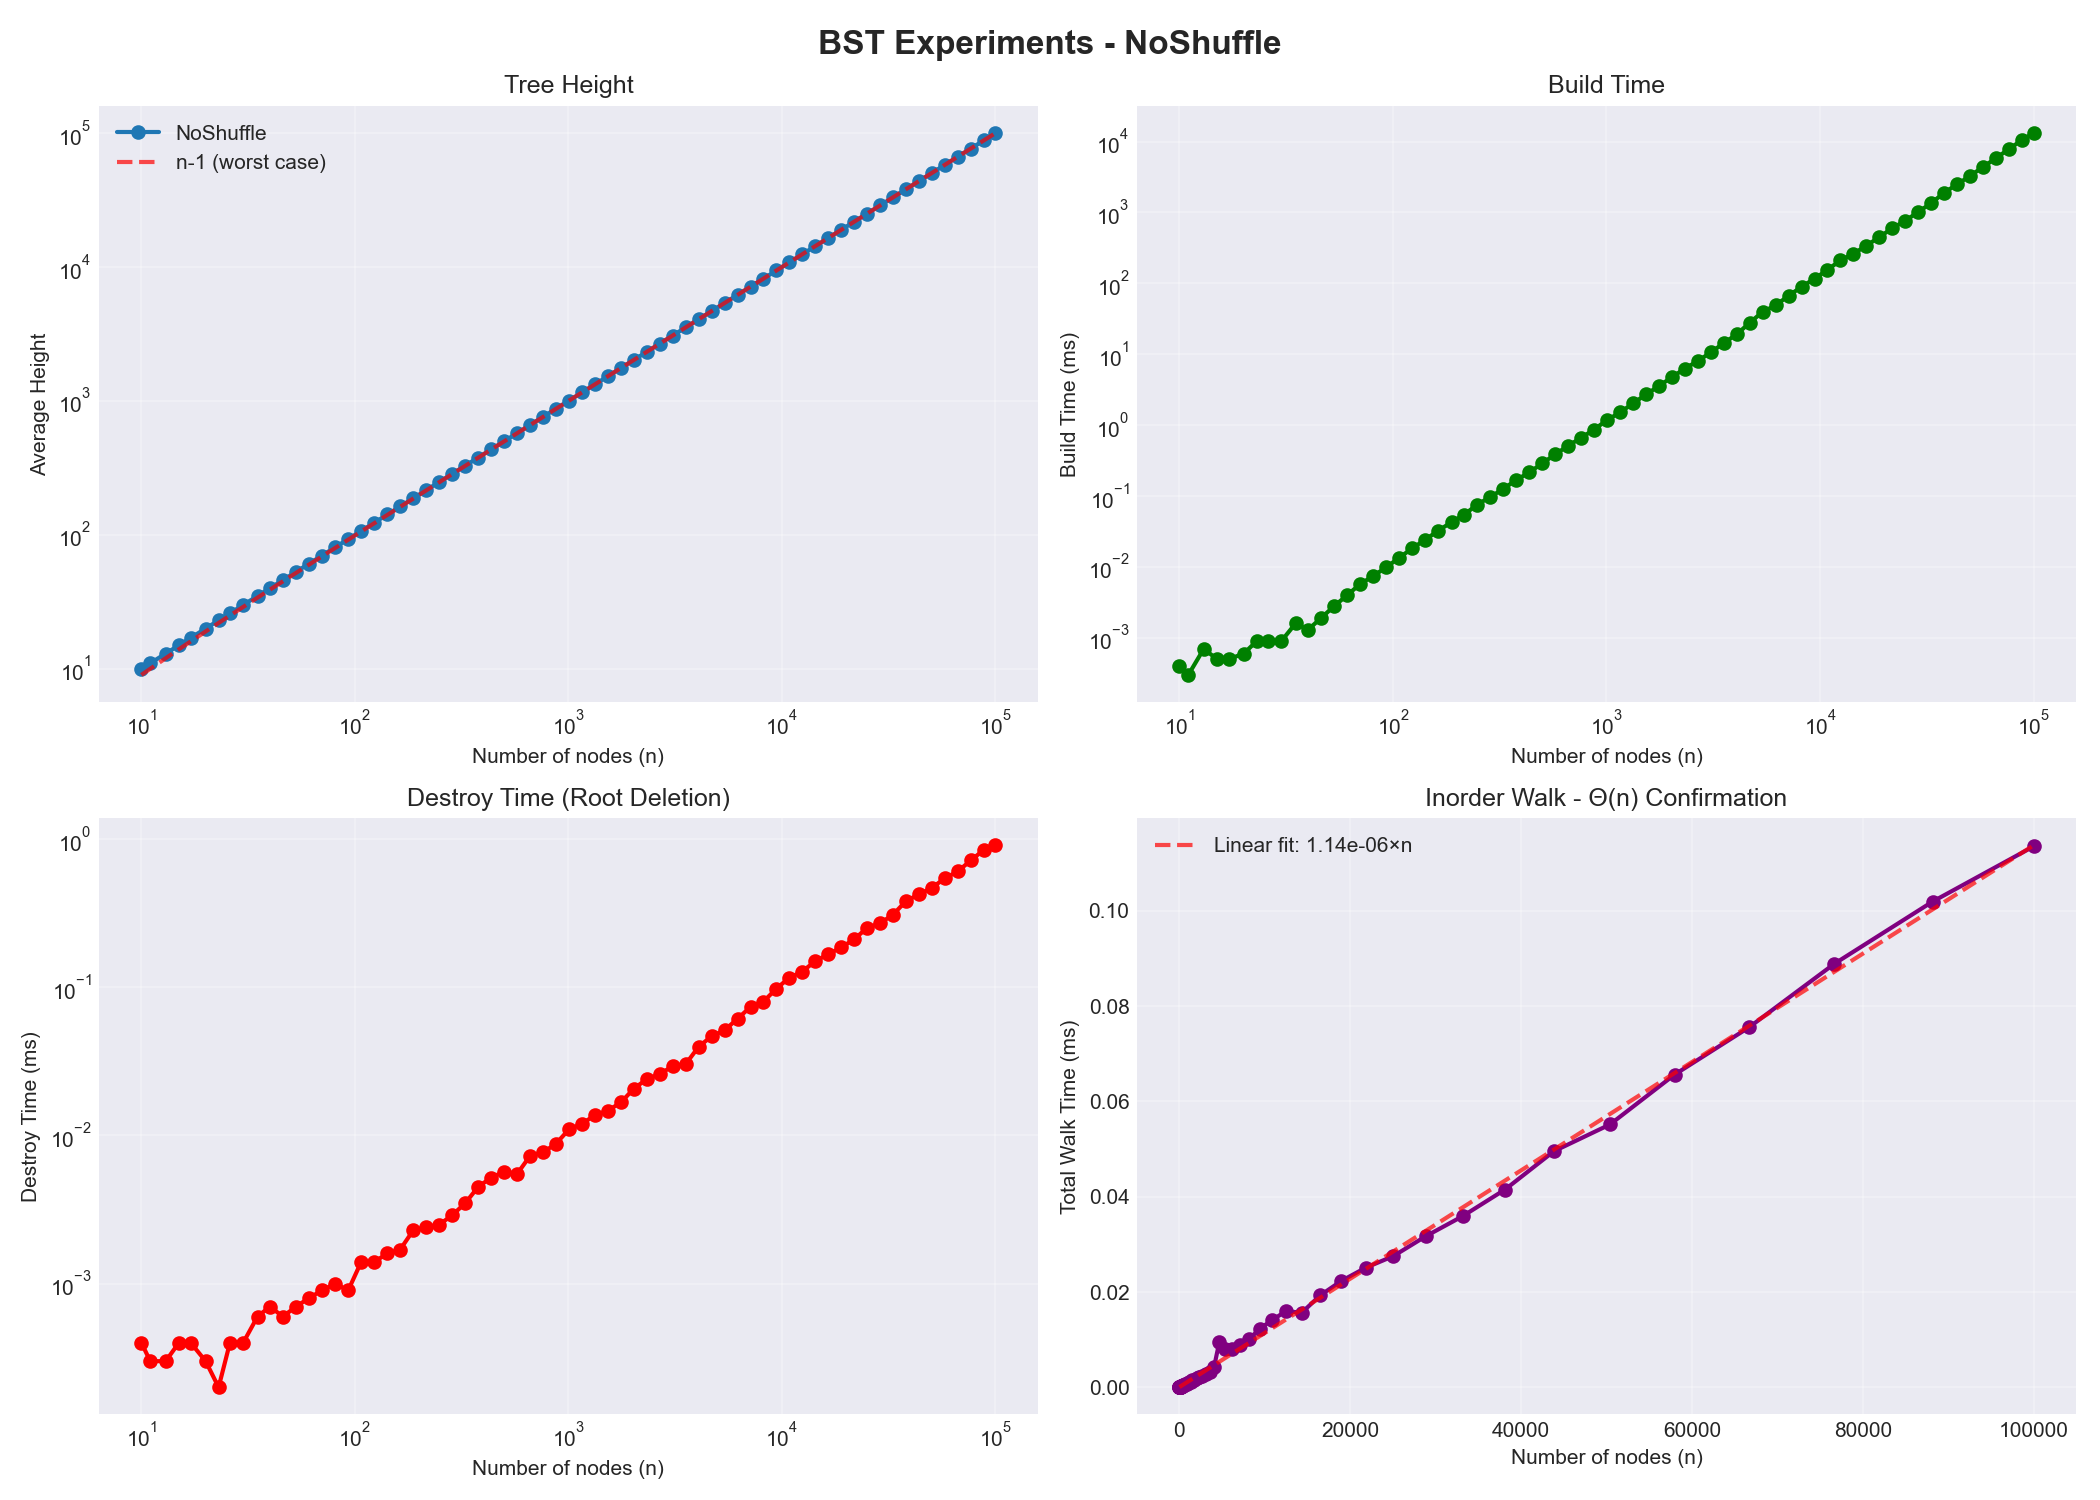 BST Experiments - NoShuffle
Tree Height
NoShuffle
n-1 (worst case)
10^5
10^4
10^3
10^2
10^1
Average Height
10^1 10^2 10^3 10^4 10^5
Number of nodes (n)
Build Time
10^4
10^3
10^2
10^1
10^0
10^−1
10^−2
10^−3
Build Time (ms)
10^1 10^2 10^3 10^4 10^5
Number of nodes (n)
Destroy Time (Root Deletion)
10^0
10^−1
10^−2
10^−3
Destroy Time (ms)
10^1 10^2 10^3 10^4 10^5
Number of nodes (n)
Inorder Walk - Θ(n) Confirmation
Linear fit: 1.14e-06×n
0.10
0.08
0.06
0.04
0.02
0.00
Total Walk Time (ms)
0 20000 40000 60000 80000 100000
Number of nodes (n)